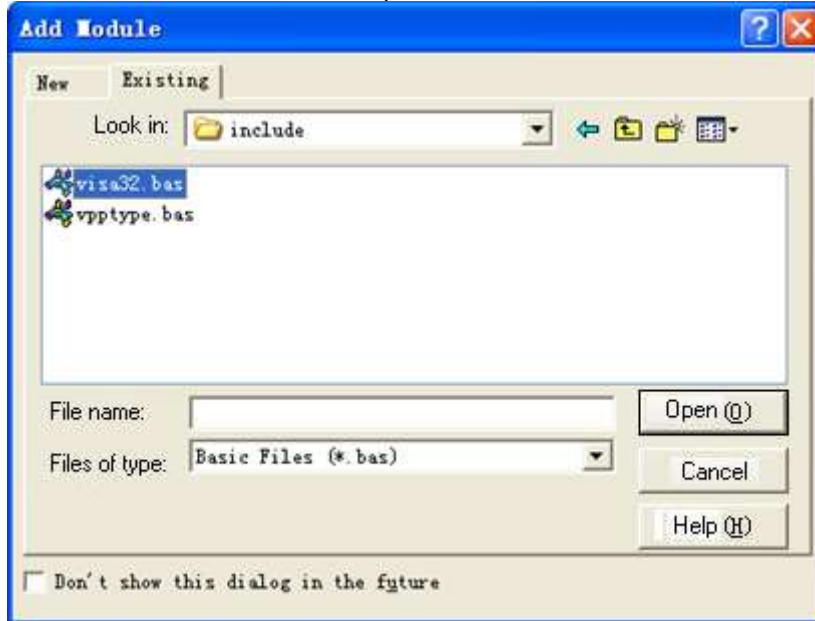 Add Module
New Existing
Look in: include
visa32.bas
vpptype.bas
File name: Open (O)
Files of type: Basic Files (*.bas)
Cancel
Help (H)
Don't show this dialog in the future